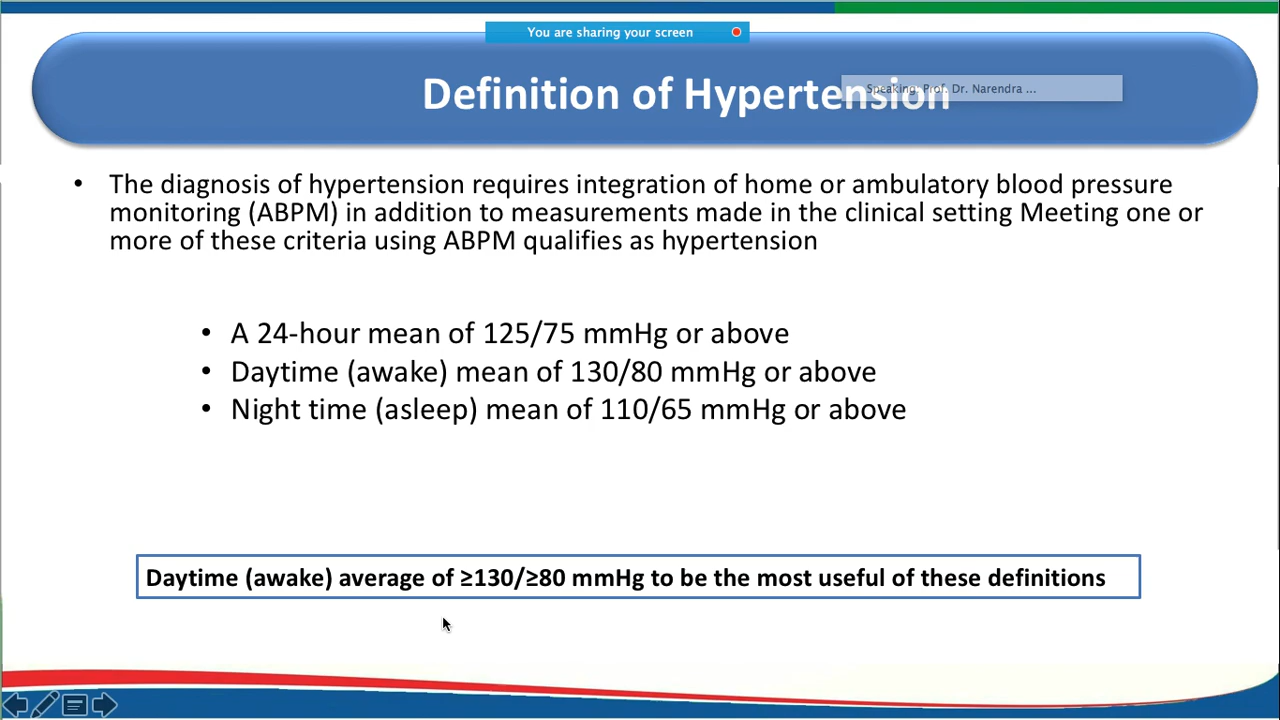 You are sharing your screen
Definition of Hypertension
Speaking: Prof. Dr. Narendra ...
• The diagnosis of hypertension requires integration of home or ambulatory blood pressure
monitoring (ABPM) in addition to measurements made in the clinical setting Meeting one or
more of these criteria using ABPM qualifies as hypertension
• A 24-hour mean of 125/75 mmHg or above
• Daytime (awake) mean of 130/80 mmHg or above
• Night time (asleep) mean of 110/65 mmHg or above
Daytime (awake) average of ≥130/≥80 mmHg to be the most useful of these definitions